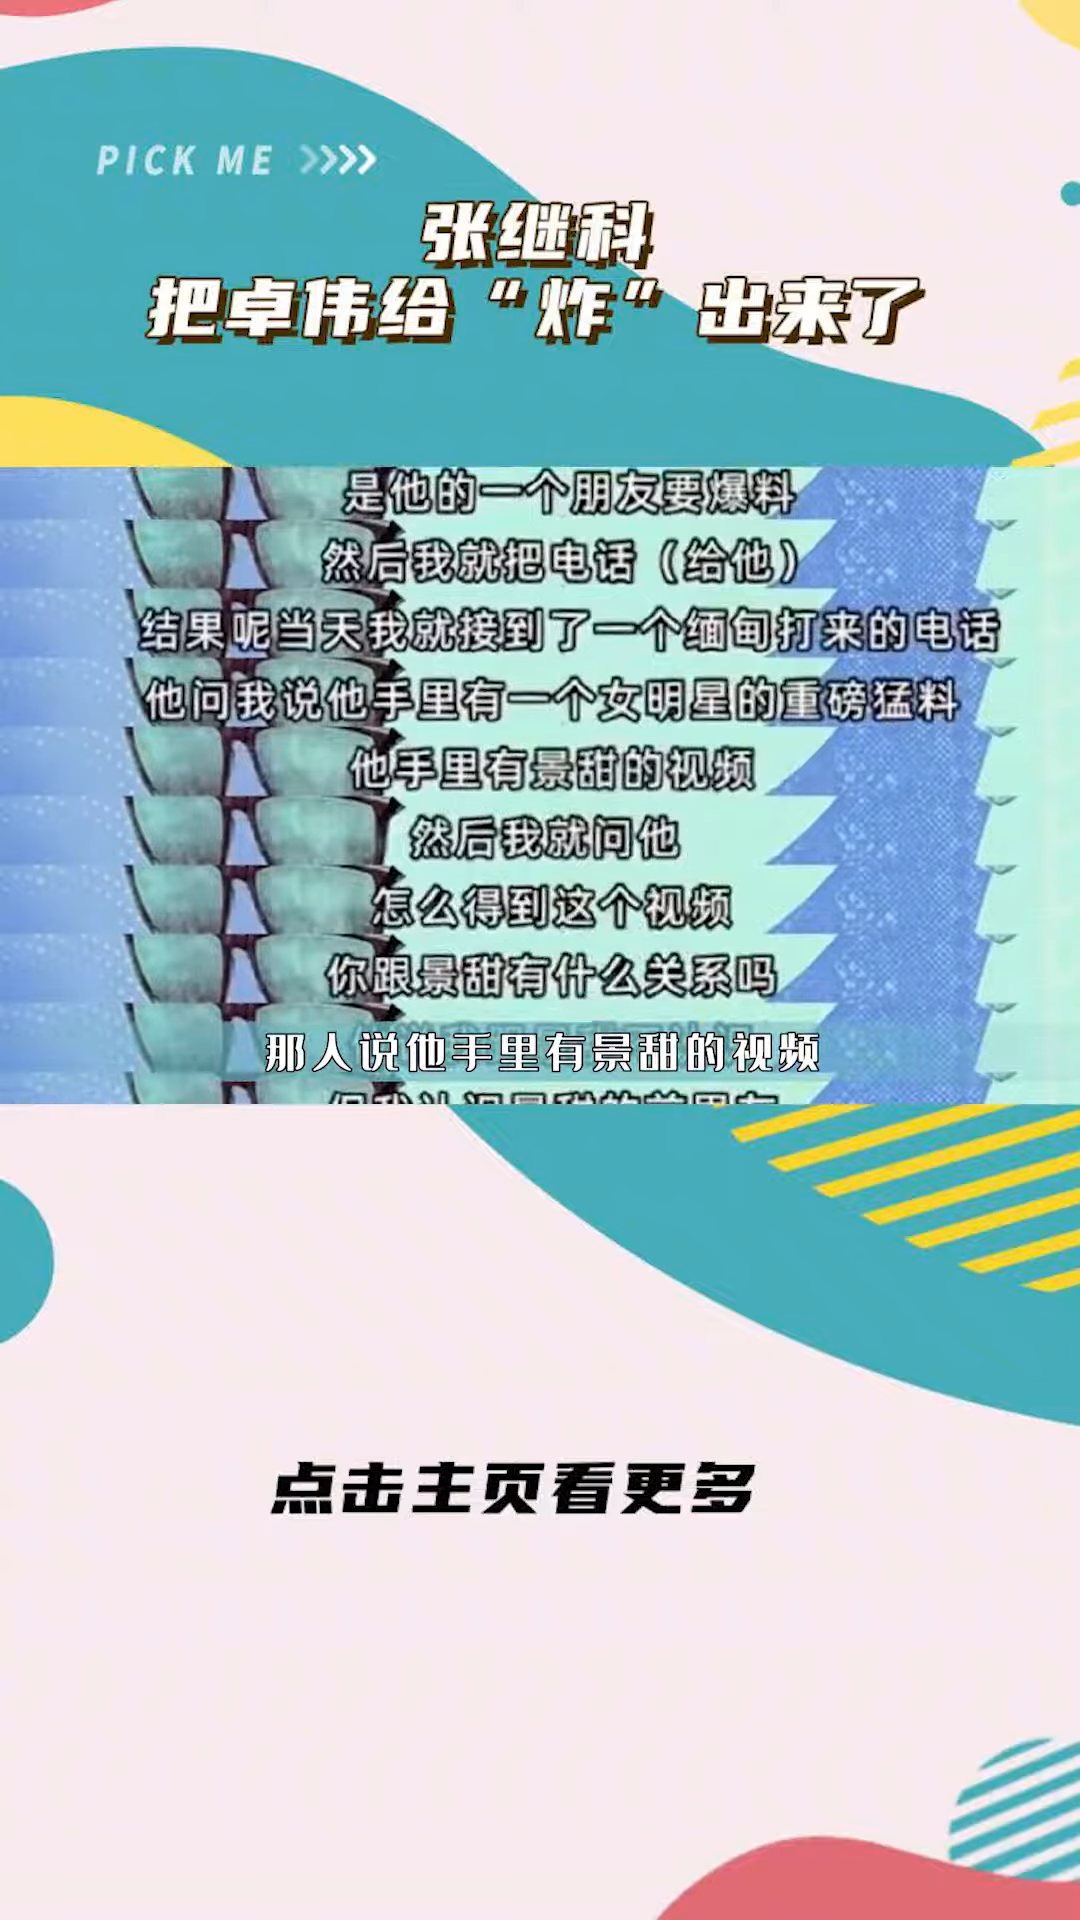 PICK ME
张继科
把卓伟给“炸”出来了
是他的一个朋友要爆料
然后我就把电话（给他）
结果呢当天我就接到了一个缅甸打来的电话
他问我说他手里有一个女明星的重磅猛料
他手里有景甜的视频
然后我就问他
怎么得到这个视频
你跟景甜有什么关系吗
那人说他手里有景甜的视频
点击主页看更多